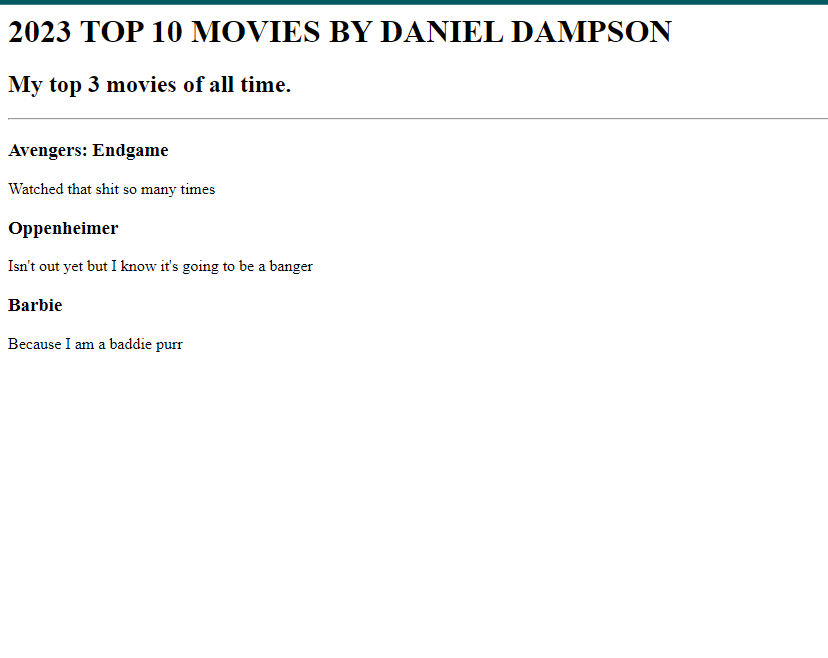 2023 TOP 10 MOVIES BY DANIEL DAMPSON
My top 3 movies of all time.
Avengers: Endgame
Watched that shit so many times
Oppenheimer
Isn't out yet but I know it's going to be a banger
Barbie
Because I am a baddie purr